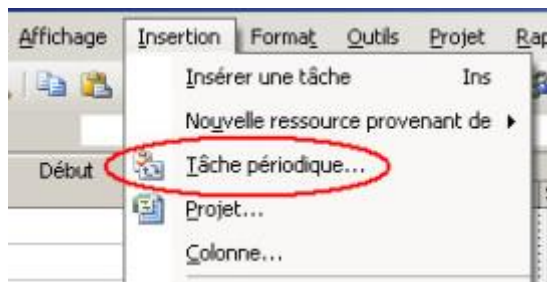 Affichage Insertion Format Outils Projet
Insérer une tâche Ins
Nouvelle ressource provenant de
Début
Tâche périodique...
Projet...
Colonne...